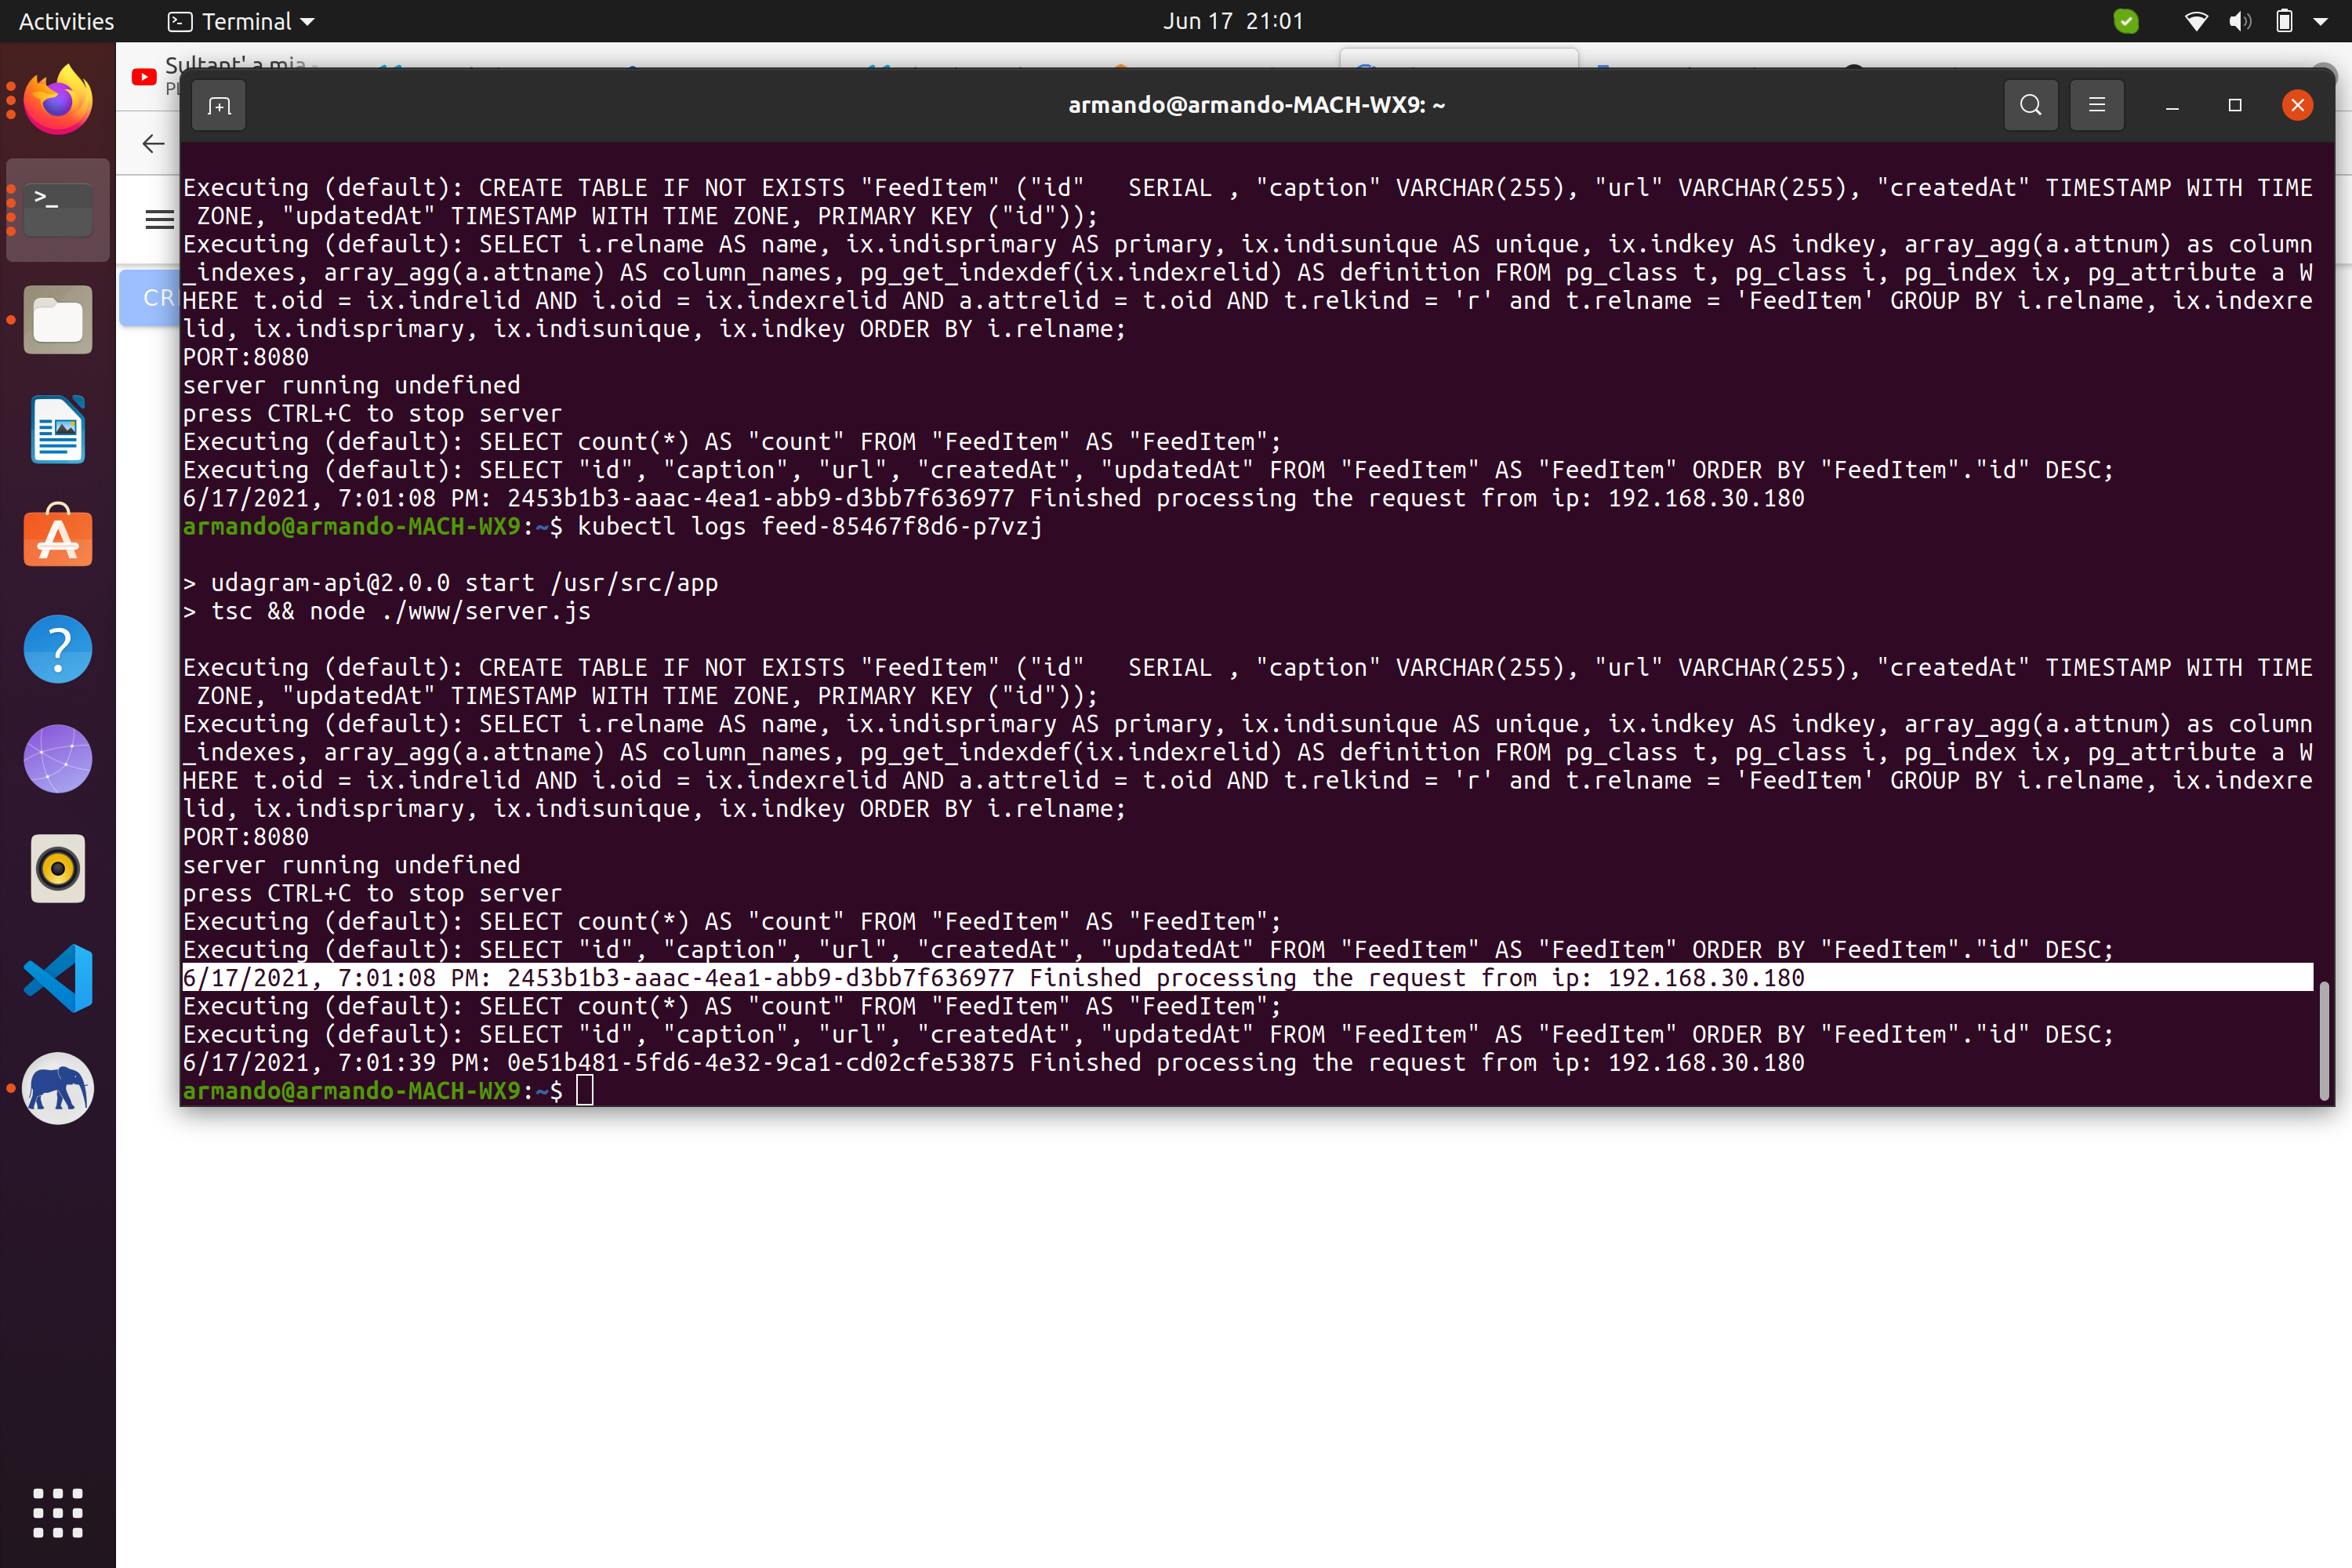 Activities
Terminal
Jun 17 21:01
armando@armando-MACH-WX9: ~
CR
Executing (default): CREATE TABLE IF NOT EXISTS "FeedItem" ("id"   SERIAL , "caption" VARCHAR(255), "url" VARCHAR(255), "createdAt" TIMESTAMP WITH TIME
 ZONE, "updatedAt" TIMESTAMP WITH TIME ZONE, PRIMARY KEY ("id"));
Executing (default): SELECT i.relname AS name, ix.indisprimary AS primary, ix.indisunique AS unique, ix.indkey AS indkey, array_agg(a.attnum) as column
_indexes, array_agg(a.attname) AS column_names, pg_get_indexdef(ix.indexrelid) AS definition FROM pg_class t, pg_class i, pg_index ix, pg_attribute a W
HERE t.oid = ix.indrelid AND i.oid = ix.indexrelid AND a.attrelid = t.oid AND t.relkind = 'r' and t.relname = 'FeedItem' GROUP BY i.relname, ix.indexre
lid, ix.indisprimary, ix.indisunique, ix.indkey ORDER BY i.relname;
PORT:8080
server running undefined
press CTRL+C to stop server
Executing (default): SELECT count(*) AS "count" FROM "FeedItem" AS "FeedItem";
Executing (default): SELECT "id", "caption", "url", "createdAt", "updatedAt" FROM "FeedItem" AS "FeedItem" ORDER BY "FeedItem"."id" DESC;
6/17/2021, 7:01:08 PM: 2453b1b3-aaac-4ea1-abb9-d3bb7f636977 Finished processing the request from ip: 192.168.30.180
armando@armando-MACH-WX9:~$ kubectl logs feed-85467f8d6-p7vzj
> udagram-api@2.0.0 start /usr/src/app
> tsc && node ./www/server.js
Executing (default): CREATE TABLE IF NOT EXISTS "FeedItem" ("id"   SERIAL , "caption" VARCHAR(255), "url" VARCHAR(255), "createdAt" TIMESTAMP WITH TIME
 ZONE, "updatedAt" TIMESTAMP WITH TIME ZONE, PRIMARY KEY ("id"));
Executing (default): SELECT i.relname AS name, ix.indisprimary AS primary, ix.indisunique AS unique, ix.indkey AS indkey, array_agg(a.attnum) as column
_indexes, array_agg(a.attname) AS column_names, pg_get_indexdef(ix.indexrelid) AS definition FROM pg_class t, pg_class i, pg_index ix, pg_attribute a W
HERE t.oid = ix.indrelid AND i.oid = ix.indexrelid AND a.attrelid = t.oid AND t.relkind = 'r' and t.relname = 'FeedItem' GROUP BY i.relname, ix.indexre
lid, ix.indisprimary, ix.indisunique, ix.indkey ORDER BY i.relname;
PORT:8080
server running undefined
press CTRL+C to stop server
Executing (default): SELECT count(*) AS "count" FROM "FeedItem" AS "FeedItem";
Executing (default): SELECT "id", "caption", "url", "createdAt", "updatedAt" FROM "FeedItem" AS "FeedItem" ORDER BY "FeedItem"."id" DESC;
6/17/2021, 7:01:08 PM: 2453b1b3-aaac-4ea1-abb9-d3bb7f636977 Finished processing the request from ip: 192.168.30.180
Executing (default): SELECT count(*) AS "count" FROM "FeedItem" AS "FeedItem";
Executing (default): SELECT "id", "caption", "url", "createdAt", "updatedAt" FROM "FeedItem" AS "FeedItem" ORDER BY "FeedItem"."id" DESC;
6/17/2021, 7:01:39 PM: 0e51b481-5fd6-4e32-9ca1-cd02cfe53875 Finished processing the request from ip: 192.168.30.180
armando@armando-MACH-WX9:~$